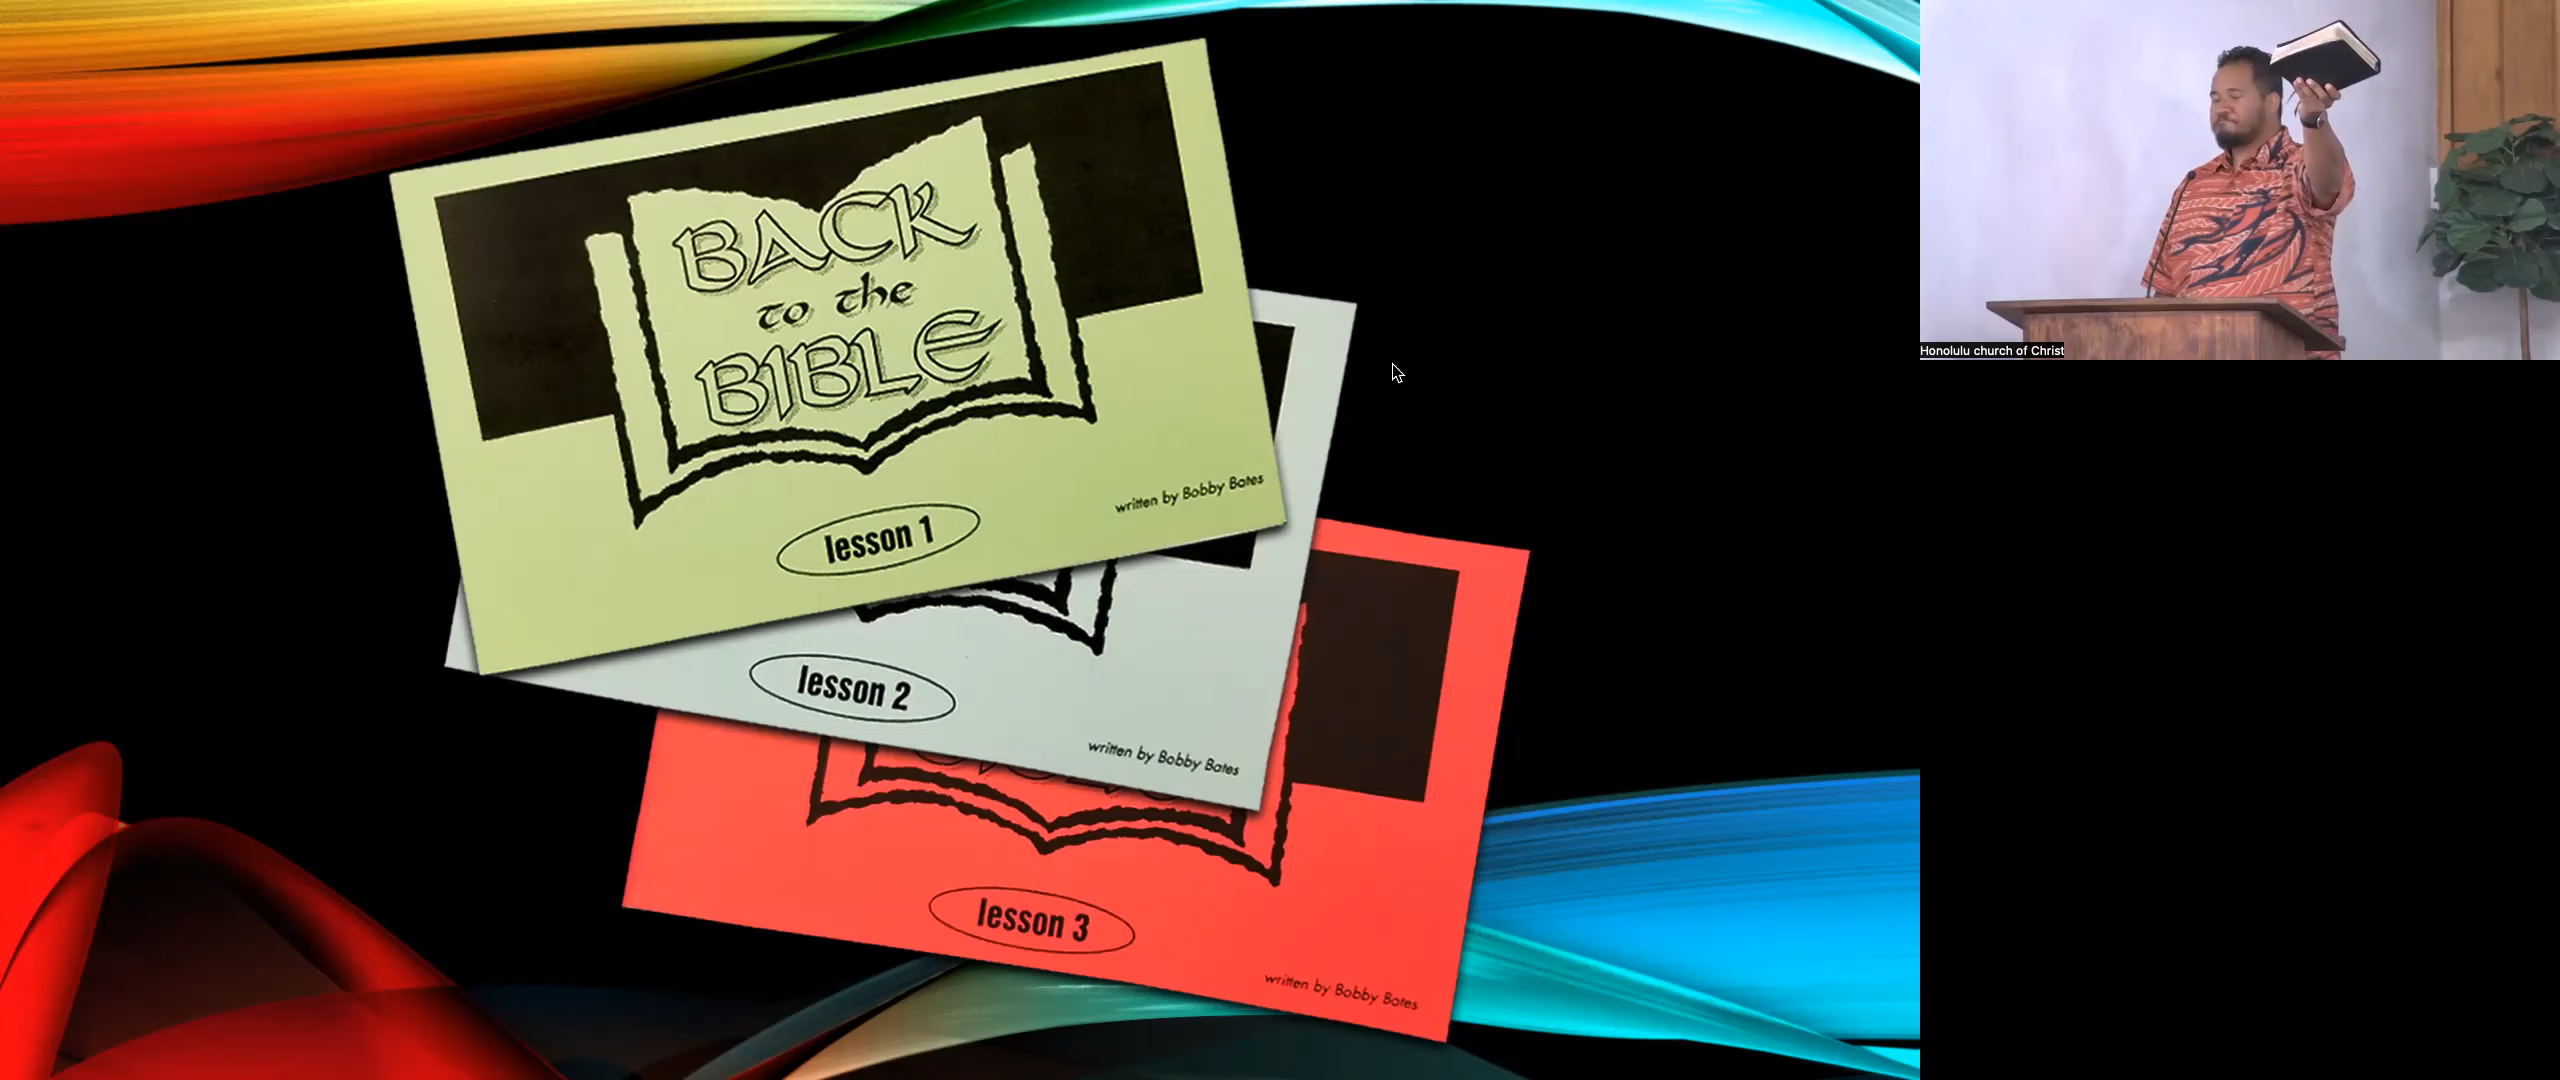 BACK
to the
BIBLE
written by Bobby Bates
lesson 1
lesson 2
written by Bobby Bates
lesson 3
written by Bobby Bates
Honolulu church of Christ